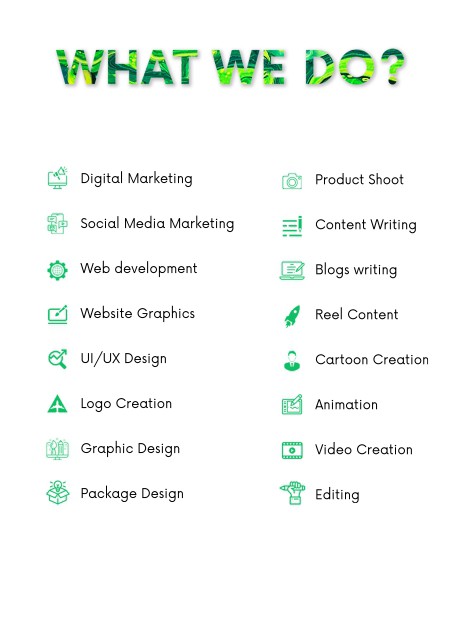 WHAT WE DO?
Digital Marketing
Social Media Marketing
Web development
Website Graphics
UI/UX Design
Logo Creation
Graphic Design
Package Design
Product Shoot
Content Writing
Blogs writing
Reel Content
Cartoon Creation
Animation
Video Creation
Editing